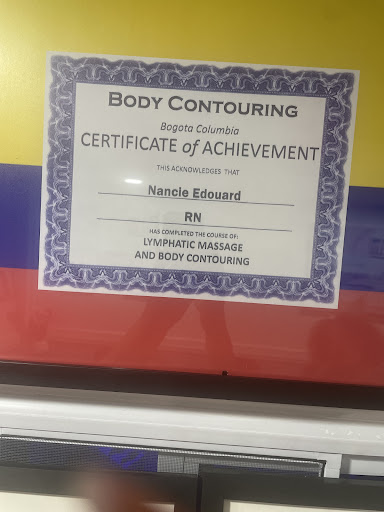 BODY CONTOURING
Bogota Columbia
CERTIFICATE of ACHIEVEMENT
THIS ACKNOWLEDGES THAT
Nancie Edouard
RN
HAS COMPLETED THE COURSE OF:
LYMPHATIC MASSAGE
AND BODY CONTOURING